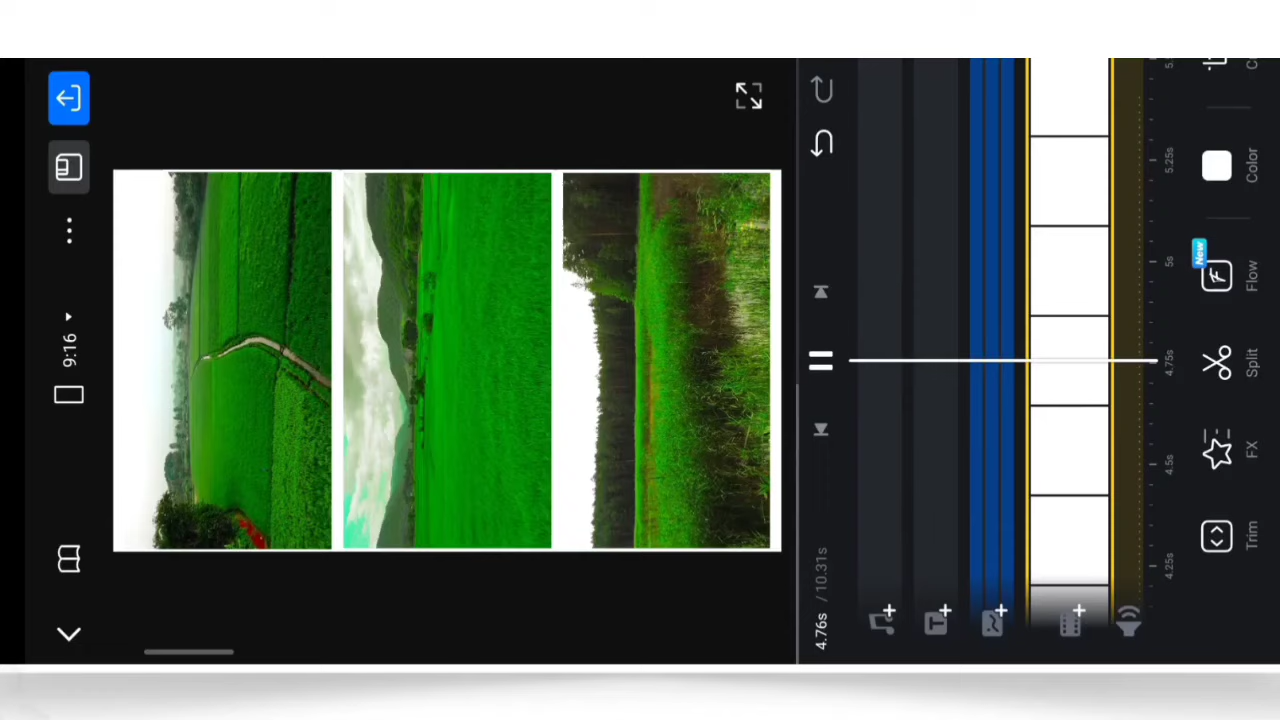 9:16
4.76s / 10.31s
4.25s
4.5s
4.75s
5s
5.25s
Trim
FX
Split
Flow
New
Color